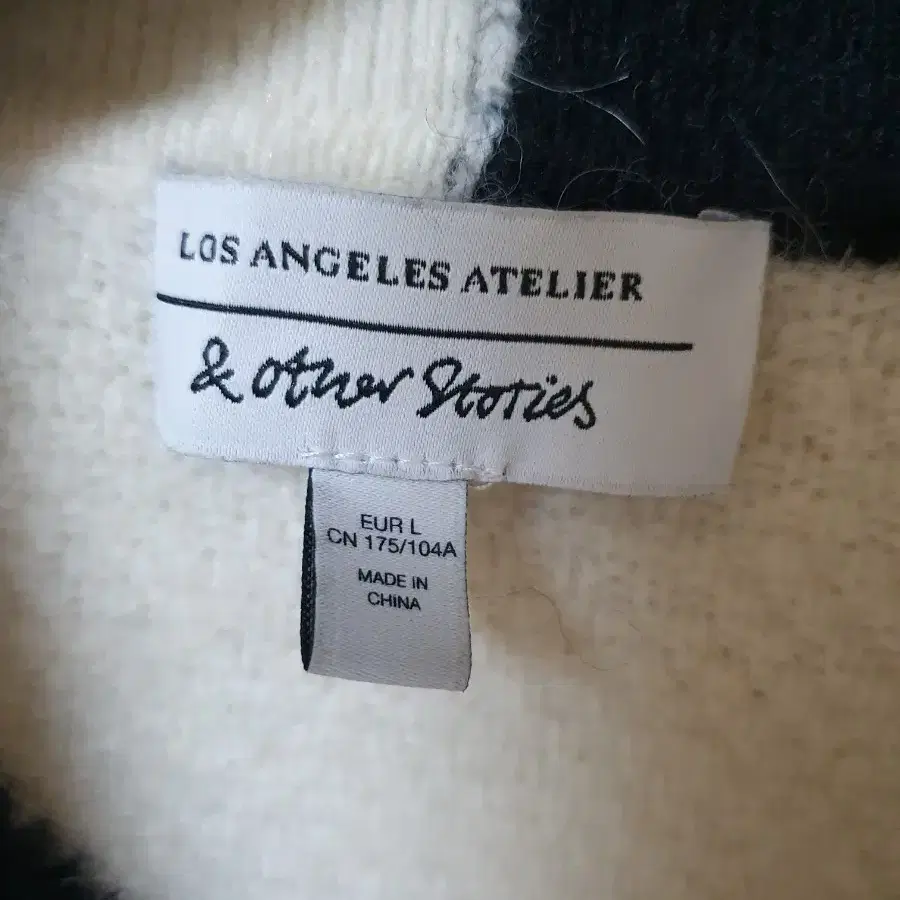 LOS ANGELES ATELIER
& other Stories
EUR L
CN 175/104A
MADE IN
CHINA